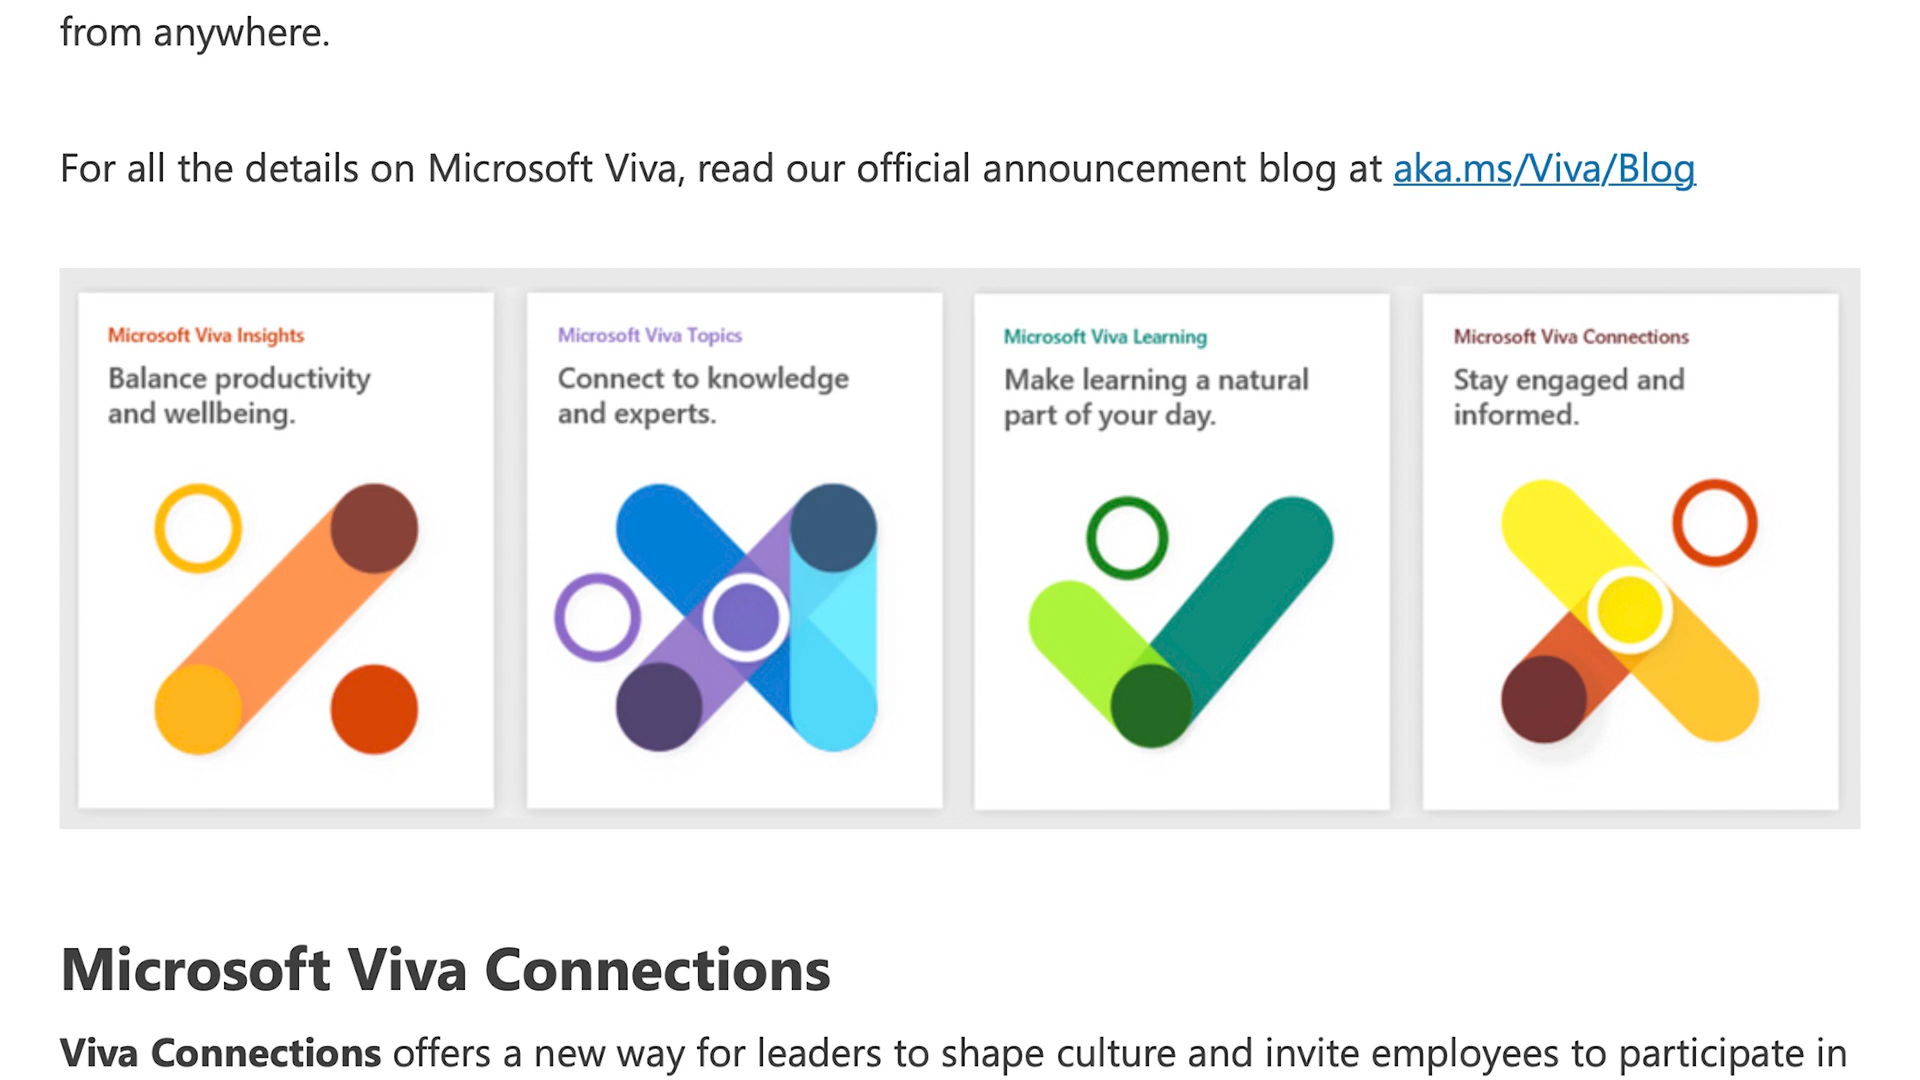 from anywhere.
For all the details on Microsoft Viva, read our official announcement blog at aka.ms/Viva/Blog
Microsoft Viva Insights
Balance productivity
and wellbeing.
Microsoft Viva Topics
Connect to knowledge
and experts.
Microsoft Viva Learning
Make learning a natural
part of your day.
Microsoft Viva Connections
Stay engaged and
informed.
Microsoft Viva Connections
Viva Connections offers a new way for leaders to shape culture and invite employees to participate in